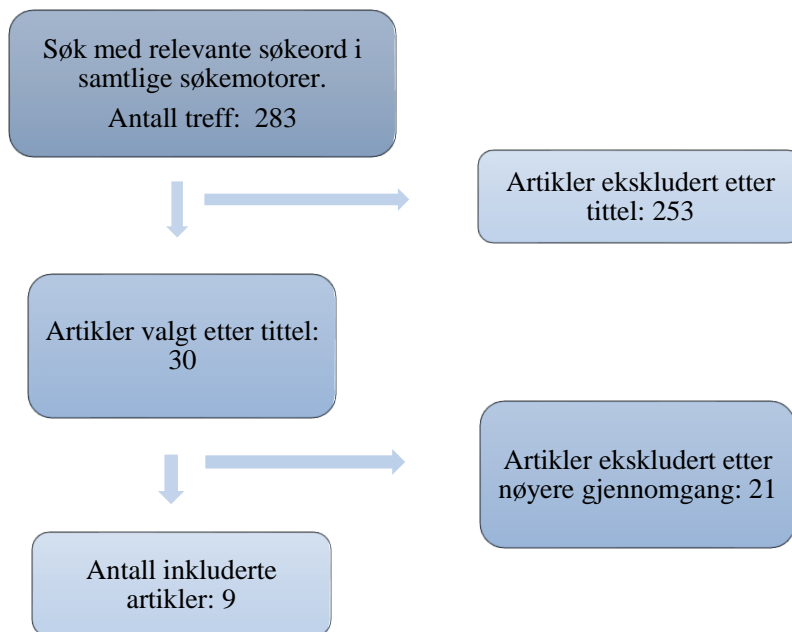 Søk med relevante søkeord i
samtlige søkemotorer.
Antall treff: 283
Artikler ekskludert etter
tittel: 253
Artikler valgt etter tittel:
30
Artikler ekskludert etter
nøyere gjennomgang: 21
Antall inkluderte
artikler: 9